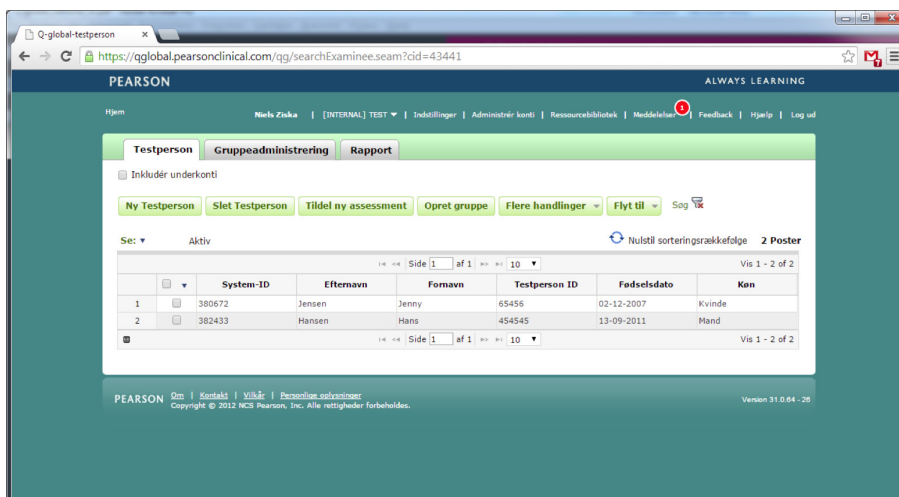 Q-global-testperson
https://qglobal.pearsonclinical.com/qg/searchExaminee.seam?cid=43441
PEARSON ALWAYS LEARNING
Hjem Niels Ziska | [INTERNAL] TEST | Indstillinger | Administrér konti | Ressourcebibliotek | Meddelelser 1 | Feedback | Hjælp | Log ud
Testperson Gruppeadministrering Rapport
Inkludér underkonti
Ny Testperson Slet Testperson Tildel ny assessment Opret gruppe Flere handlinger Flyt til Søg
Se: Aktiv Nulstil sorteringsrækkefølge 2 Poster
Side 1 af 1 10 Vis 1 - 2 of 2
System-ID Efternavn Fornavn Testperson ID Fødselsdato Køn
1 380672 Jensen Jenny 65456 02-12-2007 Kvinde
2 382433 Hansen Hans 454545 13-09-2011 Mand
Side 1 af 1 10 Vis 1 - 2 of 2
PEARSON Om | Kontakt | Vilkår | Personlige oplysninger
Copyright © 2012 NCS Pearson, Inc. Alle rettigheder forbeholdes.
Version 31.0.64 - 26